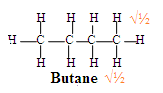 H H H H √½
H—C—C—C—C—H
H H H H
Butane √½